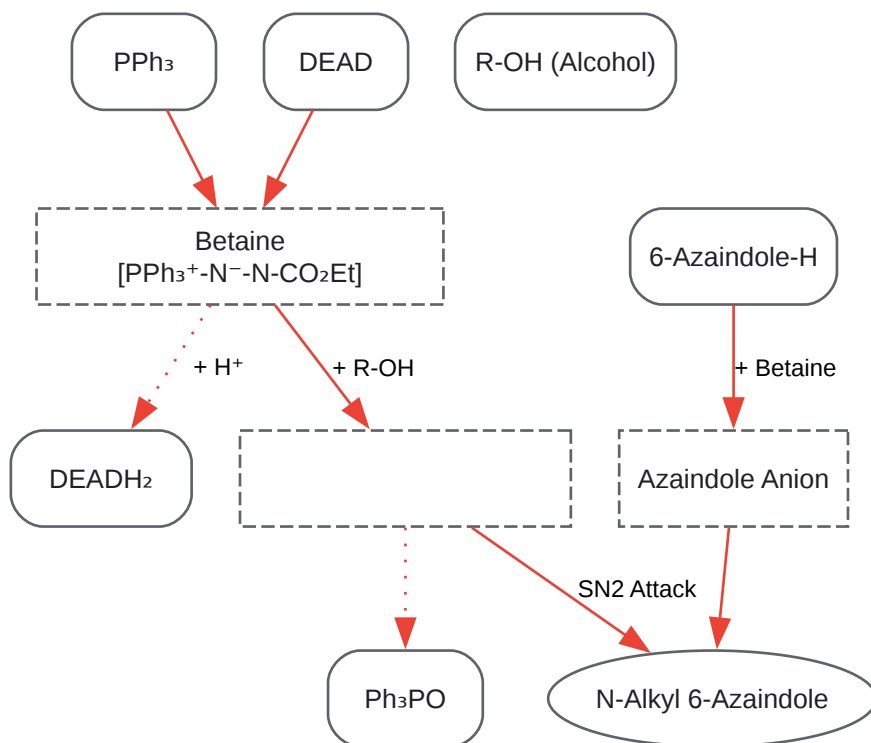 PPh₃
DEAD
R-OH (Alcohol)
Betaine
[PPh₃⁺-N⁻-N-CO₂Et]
6-Azaindole-H
+ H⁺
+ R-OH
+ Betaine
DEADH₂
Azaindole Anion
SN2 Attack
Ph₃PO
N-Alkyl 6-Azaindole